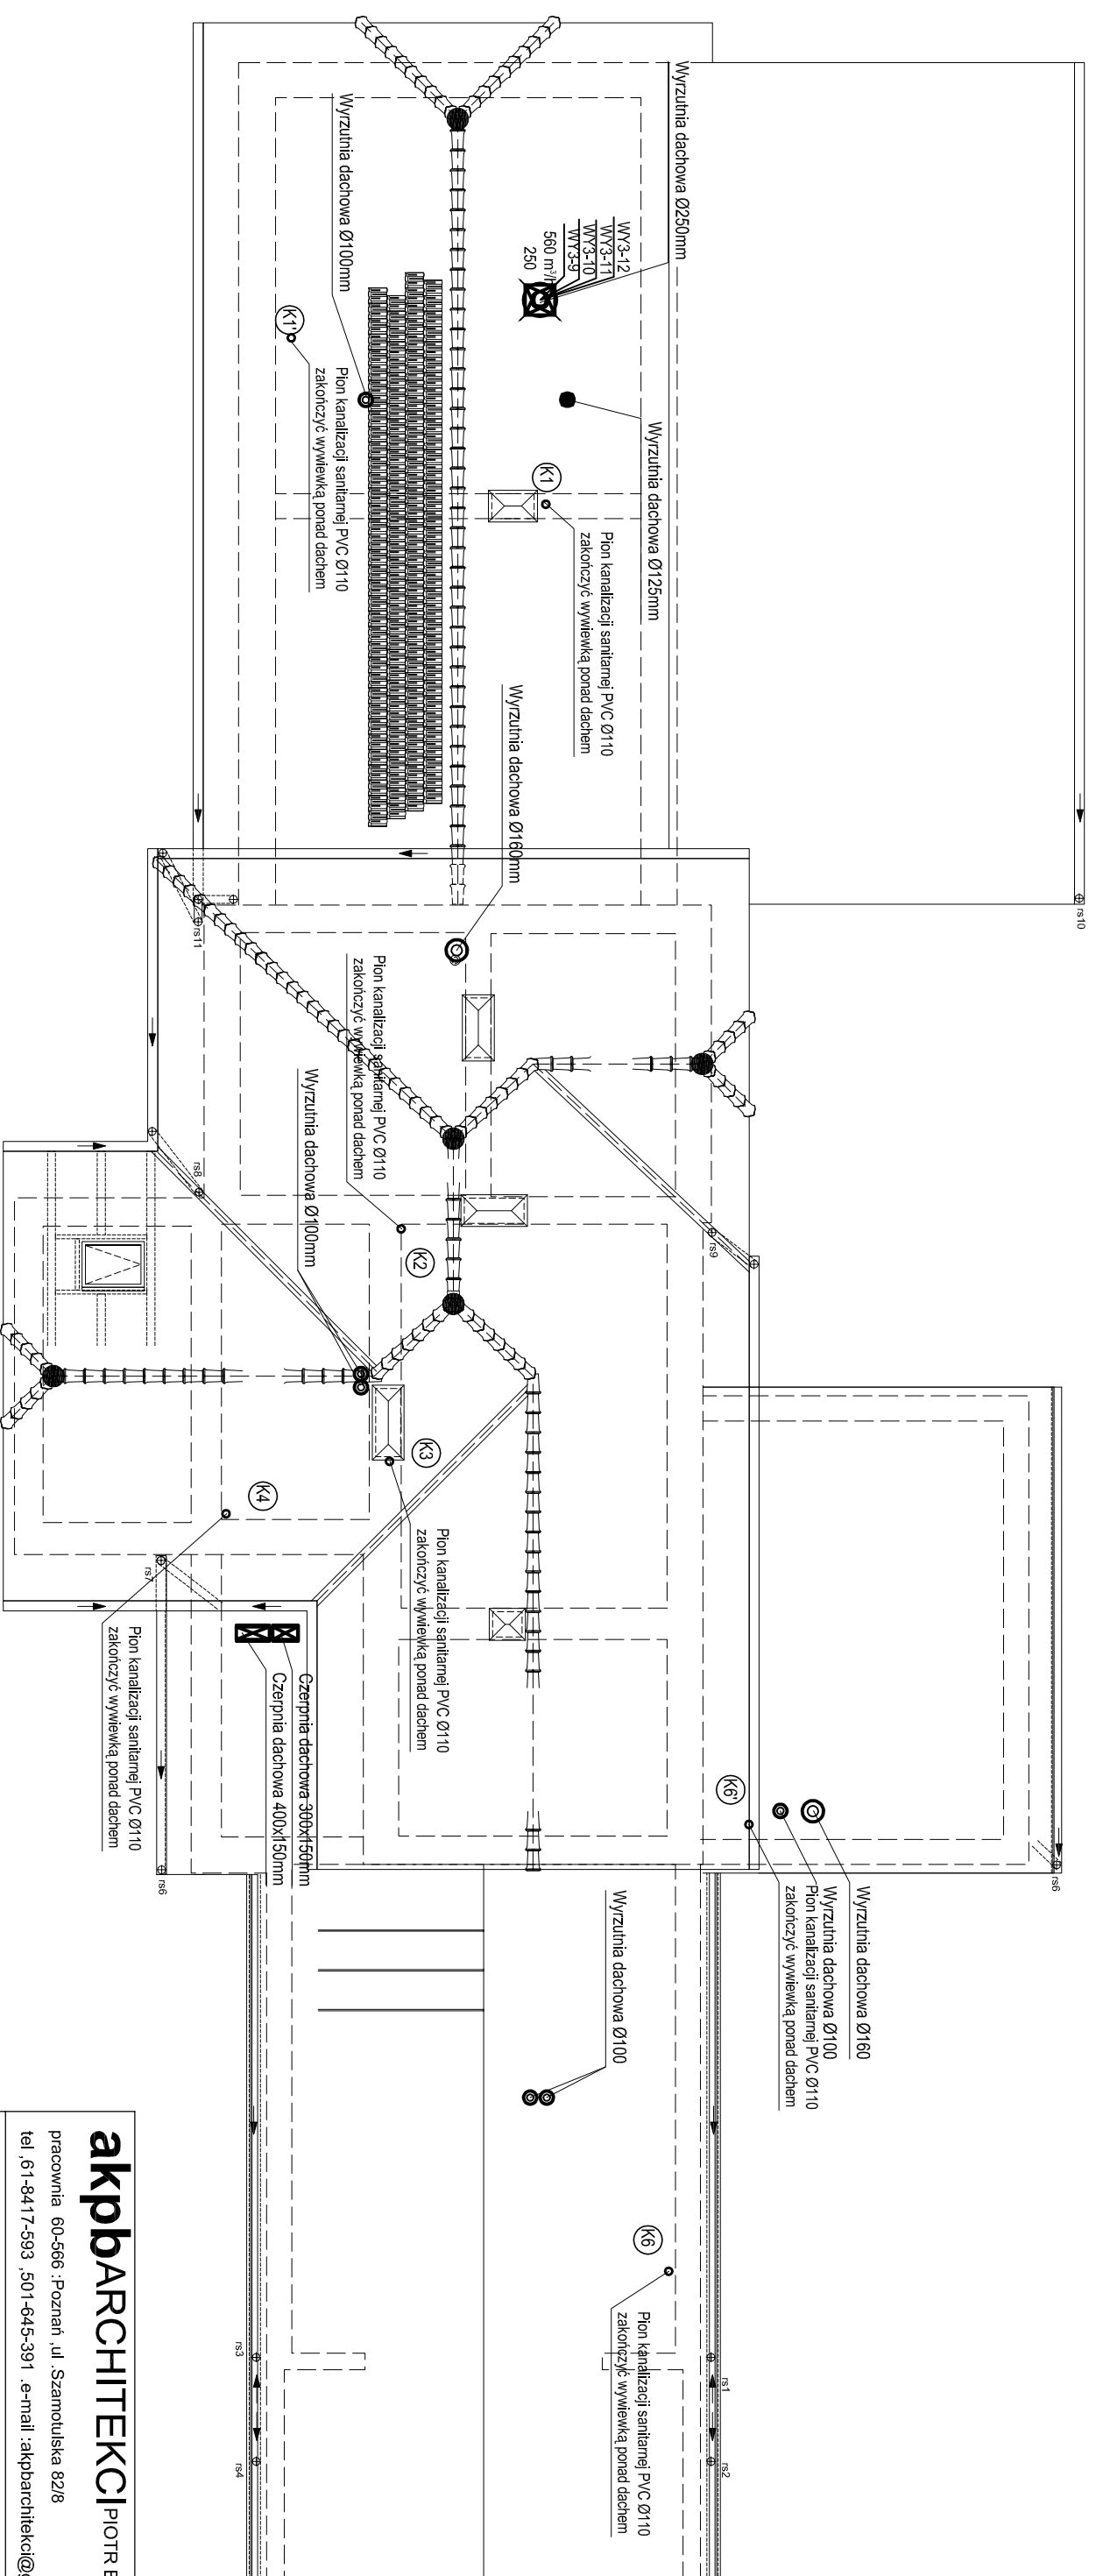 rs10
Wyrzutnia dachowa Ø250mm
WY3-12
WY3-11
WY3-10
WY3-9
560 m³/h
250
Wyrzutnia dachowa Ø125mm
K1
Pion kanalizacji sanitarnej PVC Ø110
zakończyć wywiewką ponad dachem
Wyrzutnia dachowa Ø100mm
K1'
Pion kanalizacji sanitarnej PVC Ø110
zakończyć wywiewką ponad dachem
Wyrzutnia dachowa Ø160mm
rs11
Pion kanalizacji sanitarnej PVC Ø110
zakończyć wywiewką ponad dachem
K2
Wyrzutnia dachowa Ø100mm
rs8
rs9
K3
Pion kanalizacji sanitarnej PVC Ø110
zakończyć wywiewką ponad dachem
K4
Pion kanalizacji sanitarnej PVC Ø110
zakończyć wywiewką ponad dachem
rs7
rs6
Czerpnia dachowa 300x150mm
Czerpnia dachowa 400x150mm
K6'
rs6
Wyrzutnia dachowa Ø160
Wyrzutnia dachowa Ø100
Pion kanalizacji sanitarnej PVC Ø110
zakończyć wywiewką ponad dachem
Wyrzutnia dachowa Ø100
K6
Pion kanalizacji sanitarnej PVC Ø110
zakończyć wywiewką ponad dachem
rs1
rs2
rs3
rs4
akpbARCHITEKCI PIOTR
pracownia 60-566 :Poznań ,ul .Szamotulska 82/8
tel ,61-8417-593 ,501-645-391 .e-mail :akpbarchitekci@